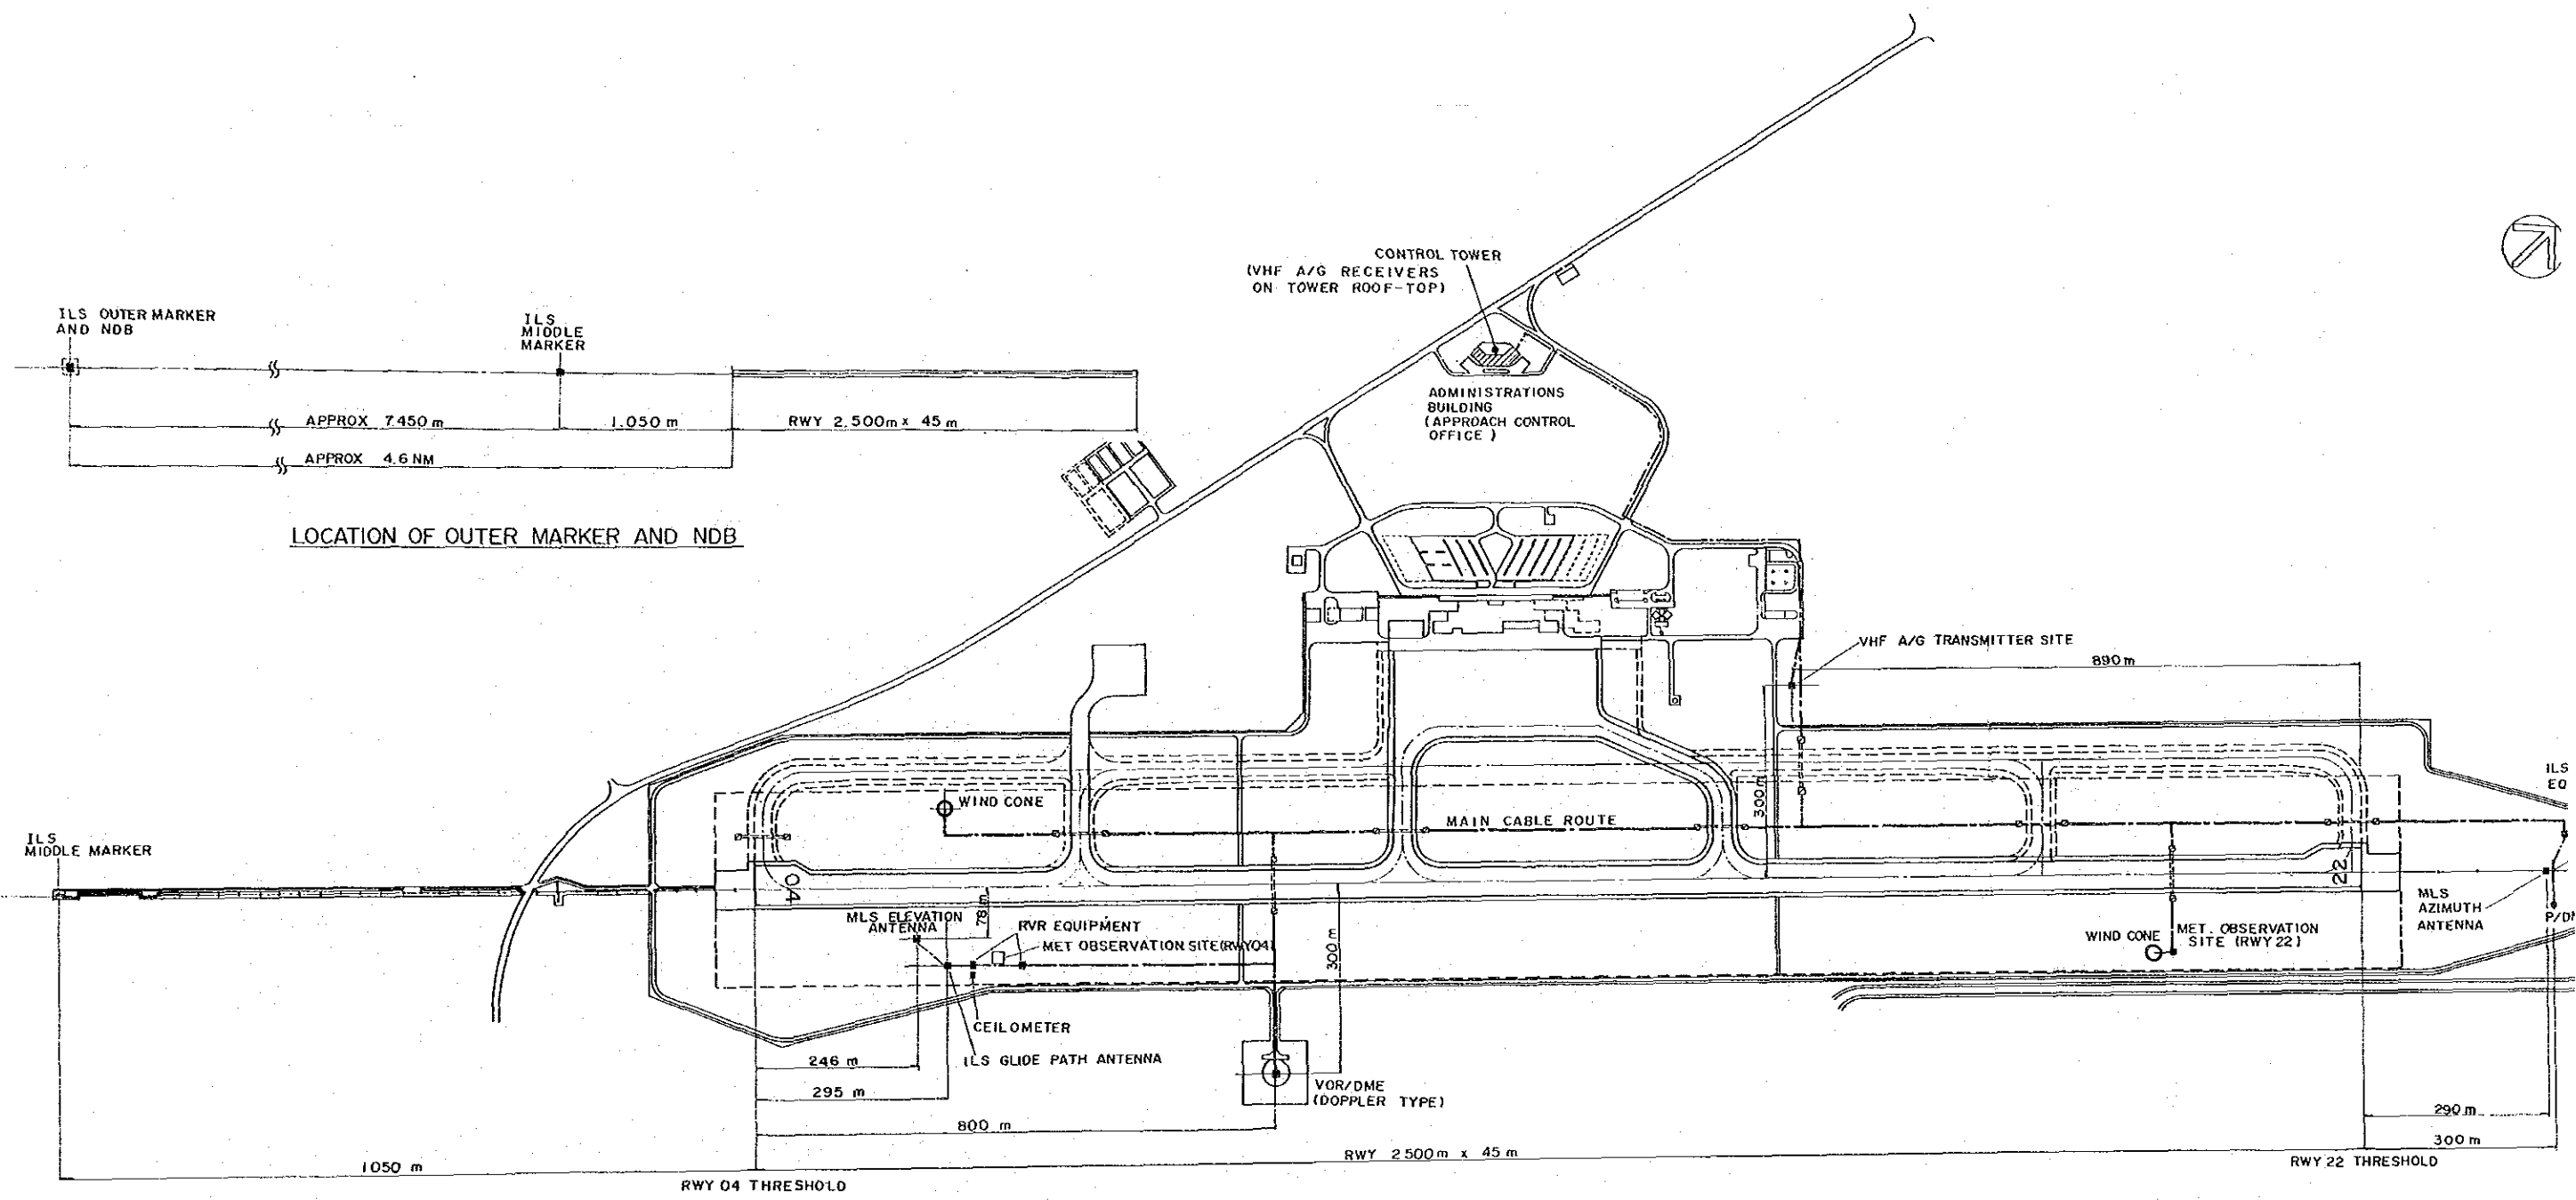 CONTROL TOWER
(VHF A/G RECEIVERS
ON TOWER ROOF-TOP)
ILS OUTER MARKER
AND NDB
ILS
MIDDLE
MARKER
ADMINISTRATIONS
BUILDING
(APPROACH CONTROL
OFFICE )
APPROX 7.450 m
1.050 m
RWY 2.500m x 45 m
APPROX 4.6 NM
LOCATION OF OUTER MARKER AND NDB
VHF A/G TRANSMITTER SITE
890 m
ILS
EQ
WIND CONE
300 m
MAIN CABLE ROUTE
ILS
MIDDLE MARKER
04
22
MLS ELEVATION
ANTENNA
78 m
RVR EQUIPMENT
MET OBSERVATION SITE (RWY04)
300 m
WIND CONE
MET. OBSERVATION
SITE (RWY 22)
MLS
AZIMUTH
ANTENNA
CEILOMETER
246 m
ILS GLIDE PATH ANTENNA
295 m
VOR/DME
(DOPPLER TYPE)
800 m
290 m
300 m
1050 m
RWY 2500 m x 45 m
RWY 22 THRESHOLD
RWY 04 THRESHOLD